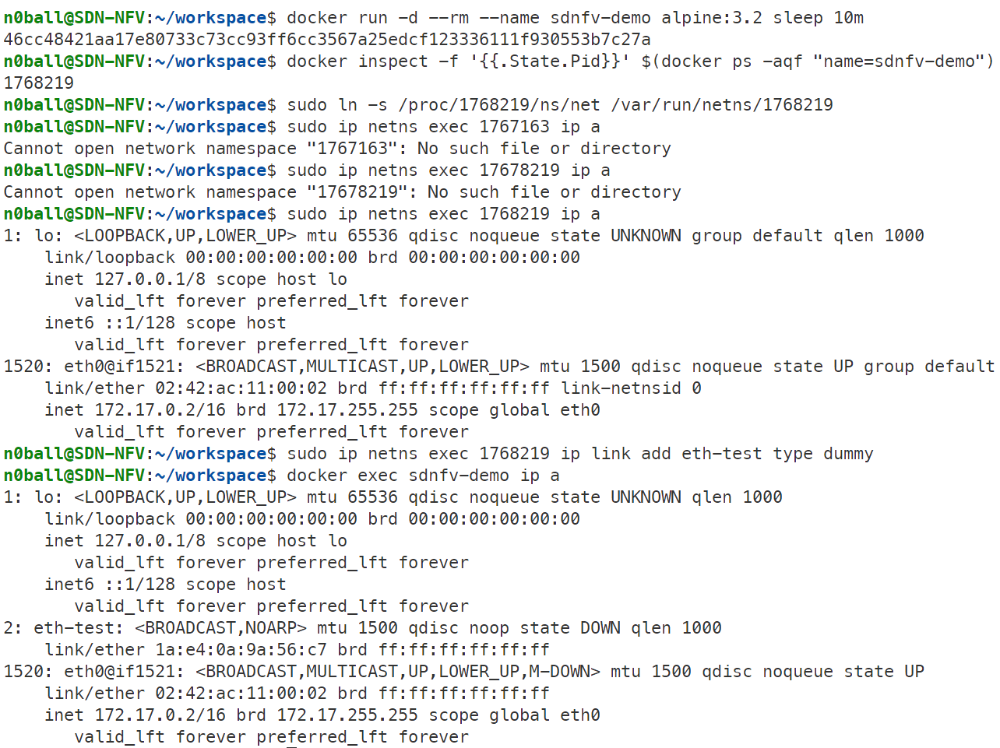 n0ball@SDN-NFV:~/workspace$ docker run -d --rm --name sdnfv-demo alpine:3.2 sleep 10m
46cc48421aa17e80733c73cc93ff6cc3567a25edcf123336111f930553b7c27a
n0ball@SDN-NFV:~/workspace$ docker inspect -f '{{.State.Pid}}' $(docker ps -aqf "name=sdnfv-demo")
1768219
n0ball@SDN-NFV:~/workspace$ sudo ln -s /proc/1768219/ns/net /var/run/netns/1768219
n0ball@SDN-NFV:~/workspace$ sudo ip netns exec 1767163 ip a
Cannot open network namespace "1767163": No such file or directory
n0ball@SDN-NFV:~/workspace$ sudo ip netns exec 17678219 ip a
Cannot open network namespace "17678219": No such file or directory
n0ball@SDN-NFV:~/workspace$ sudo ip netns exec 1768219 ip a
1: lo: <LOOPBACK,UP,LOWER_UP> mtu 65536 qdisc noqueue state UNKNOWN group default qlen 1000
    link/loopback 00:00:00:00:00:00 brd 00:00:00:00:00:00
    inet 127.0.0.1/8 scope host lo
       valid_lft forever preferred_lft forever
    inet6 ::1/128 scope host
       valid_lft forever preferred_lft forever
1520: eth0@if1521: <BROADCAST,MULTICAST,UP,LOWER_UP> mtu 1500 qdisc noqueue state UP group default
    link/ether 02:42:ac:11:00:02 brd ff:ff:ff:ff:ff:ff link-netnsid 0
    inet 172.17.0.2/16 brd 172.17.255.255 scope global eth0
       valid_lft forever preferred_lft forever
n0ball@SDN-NFV:~/workspace$ sudo ip netns exec 1768219 ip link add eth-test type dummy
n0ball@SDN-NFV:~/workspace$ docker exec sdnfv-demo ip a
1: lo: <LOOPBACK,UP,LOWER_UP> mtu 65536 qdisc noqueue state UNKNOWN qlen 1000
    link/loopback 00:00:00:00:00:00 brd 00:00:00:00:00:00
    inet 127.0.0.1/8 scope host lo
       valid_lft forever preferred_lft forever
    inet6 ::1/128 scope host
       valid_lft forever preferred_lft forever
2: eth-test: <BROADCAST,NOARP> mtu 1500 qdisc noop state DOWN qlen 1000
    link/ether 1a:e4:0a:9a:56:c7 brd ff:ff:ff:ff:ff:ff
1520: eth0@if1521: <BROADCAST,MULTICAST,UP,LOWER_UP,M-DOWN> mtu 1500 qdisc noqueue state UP
    link/ether 02:42:ac:11:00:02 brd ff:ff:ff:ff:ff:ff
    inet 172.17.0.2/16 brd 172.17.255.255 scope global eth0
       valid_lft forever preferred_lft forever